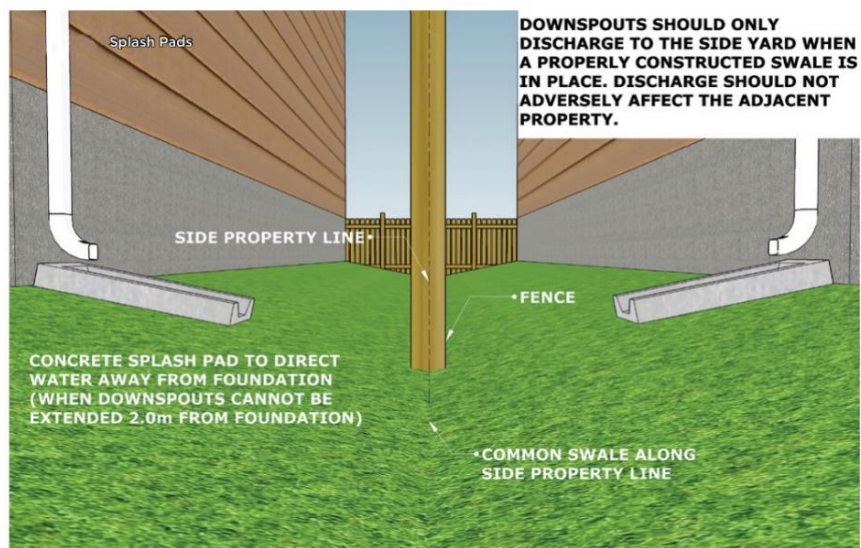 Splash Pads
DOWNSPOUTS SHOULD ONLY
DISCHARGE TO THE SIDE YARD WHEN
A PROPERLY CONSTRUCTED SWALE IS
IN PLACE. DISCHARGE SHOULD NOT
ADVERSELY AFFECT THE ADJACENT
PROPERTY.
SIDE PROPERTY LINE
FENCE
CONCRETE SPLASH PAD TO DIRECT
WATER AWAY FROM FOUNDATION
(WHEN DOWNSPOUTS CANNOT BE
EXTENDED 2.0m FROM FOUNDATION)
COMMON SWALE ALONG
SIDE PROPERTY LINE